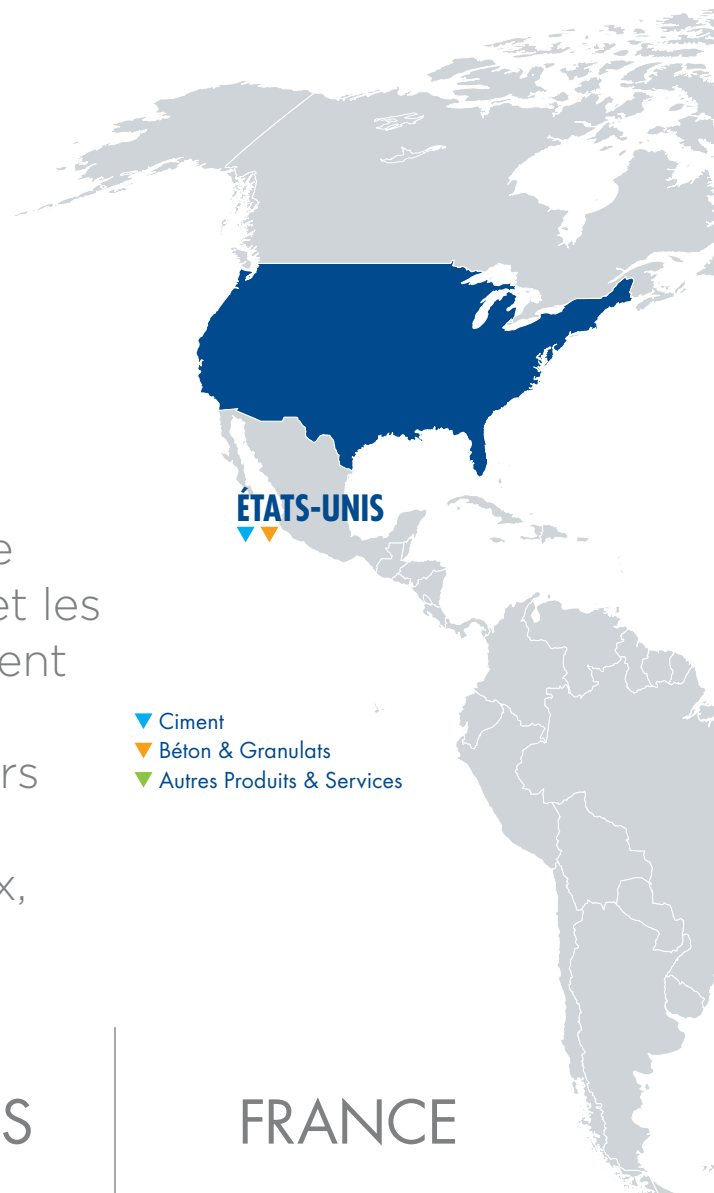 ÉTATS-UNIS
e
et les
ent
rs
x,
Ciment
Béton & Granulats
Autres Produits & Services
S
FRANCE